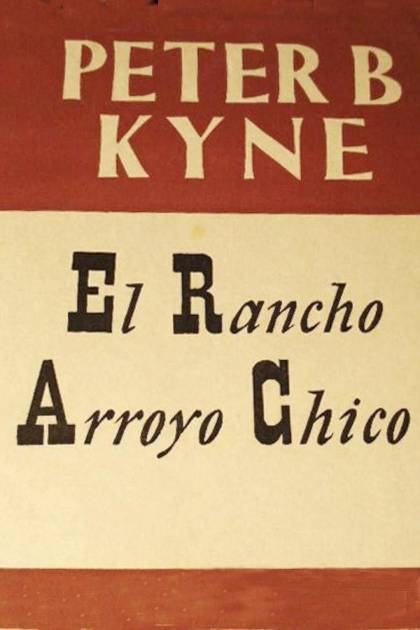 PETER B
KYNE
El Rancho
Arroyo Chico